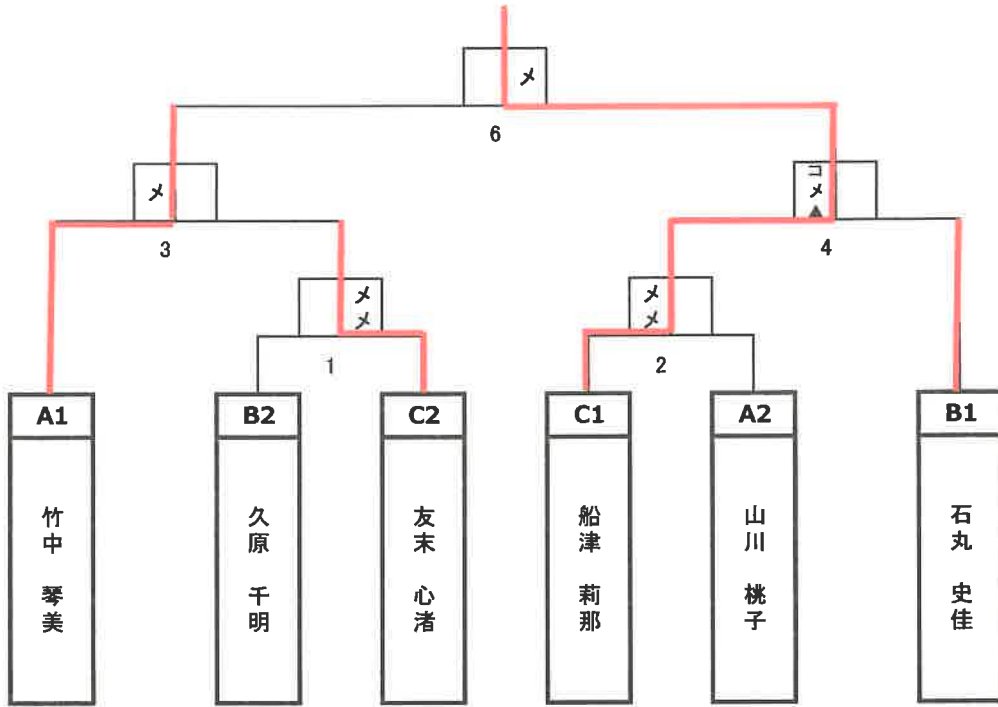 メ
6
メ
コ
メ
▲
3
4
メ
メ
メ
メ
1
2
A1
B2
C2
C1
A2
B1
竹中 琴美
久原 千明
友末 心渚
船津 莉那
山川 桃子
石丸 史佳